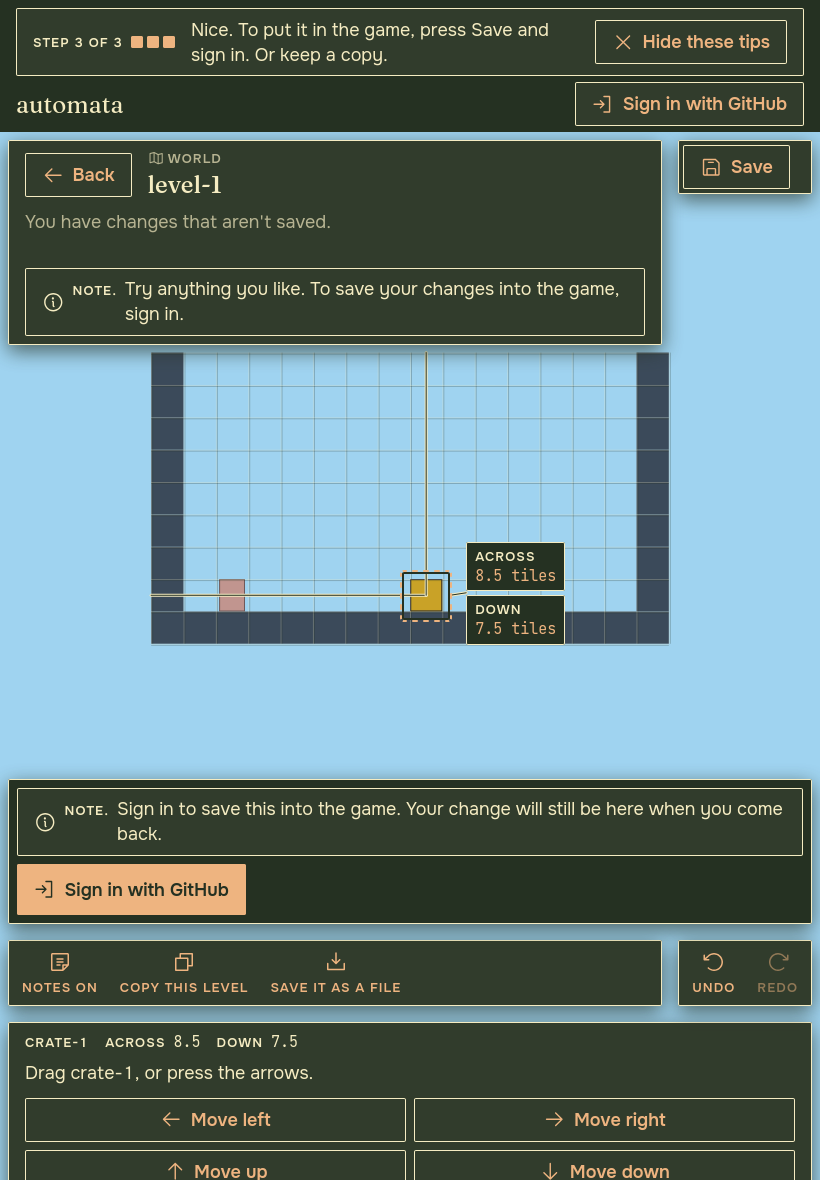 STEP 3 OF 3
Nice. To put it in the game, press Save and
sign in. Or keep a copy.
Hide these tips
automata
Sign in with GitHub
Back
WORLD
level-1
Save
You have changes that aren't saved.
NOTE. Try anything you like. To save your changes into the game,
sign in.
ACROSS
8.5 tiles
DOWN
7.5 tiles
NOTE. Sign in to save this into the game. Your change will still be here when you come
back.
Sign in with GitHub
NOTES ON
COPY THIS LEVEL
SAVE IT AS A FILE
UNDO
REDO
CRATE-1 ACROSS 8.5 DOWN 7.5
Drag crate-1, or press the arrows.
Move left
Move right
Move up
Move down